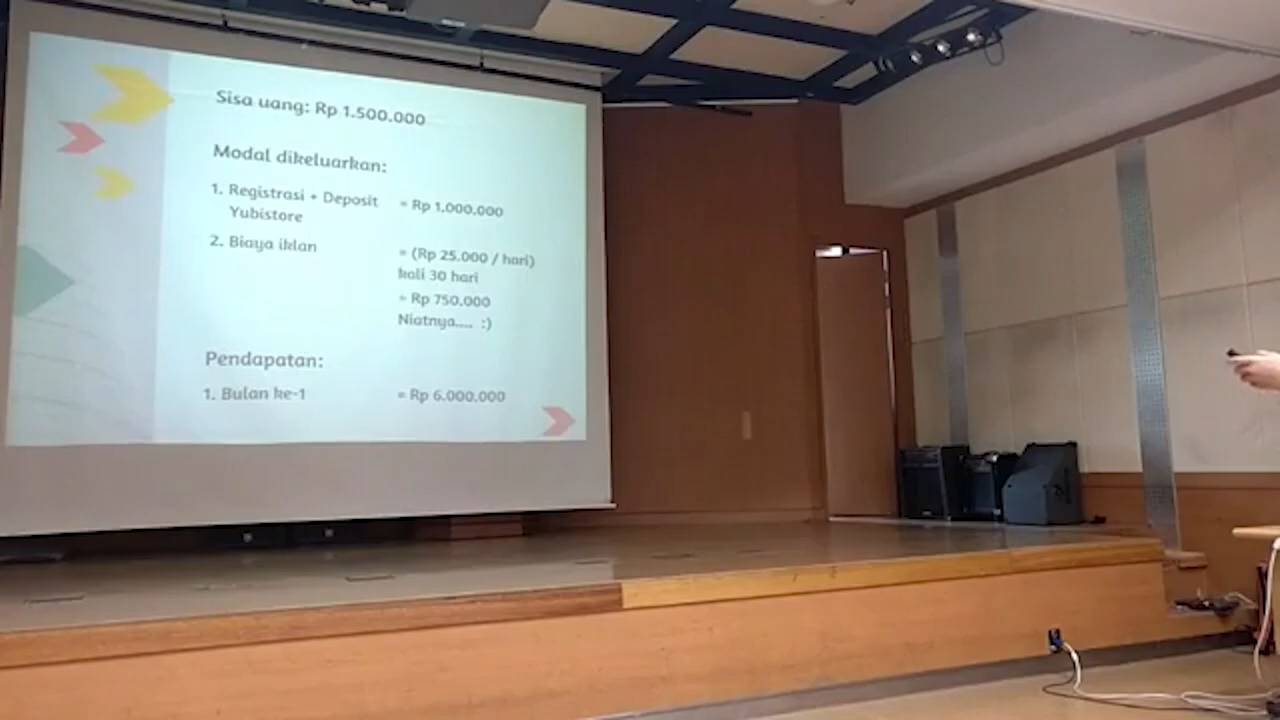 Sisa uang: Rp 1.500.000
Modal dikeluarkan:
1. Registrasi + Deposit = Rp 1.000.000
Yubistore
2. Biaya iklan = (Rp 25.000 / hari)
kali 30 hari
= Rp 750.000
Niatnya.... :)
Pendapatan:
1. Bulan ke-1 = Rp 6.000.000